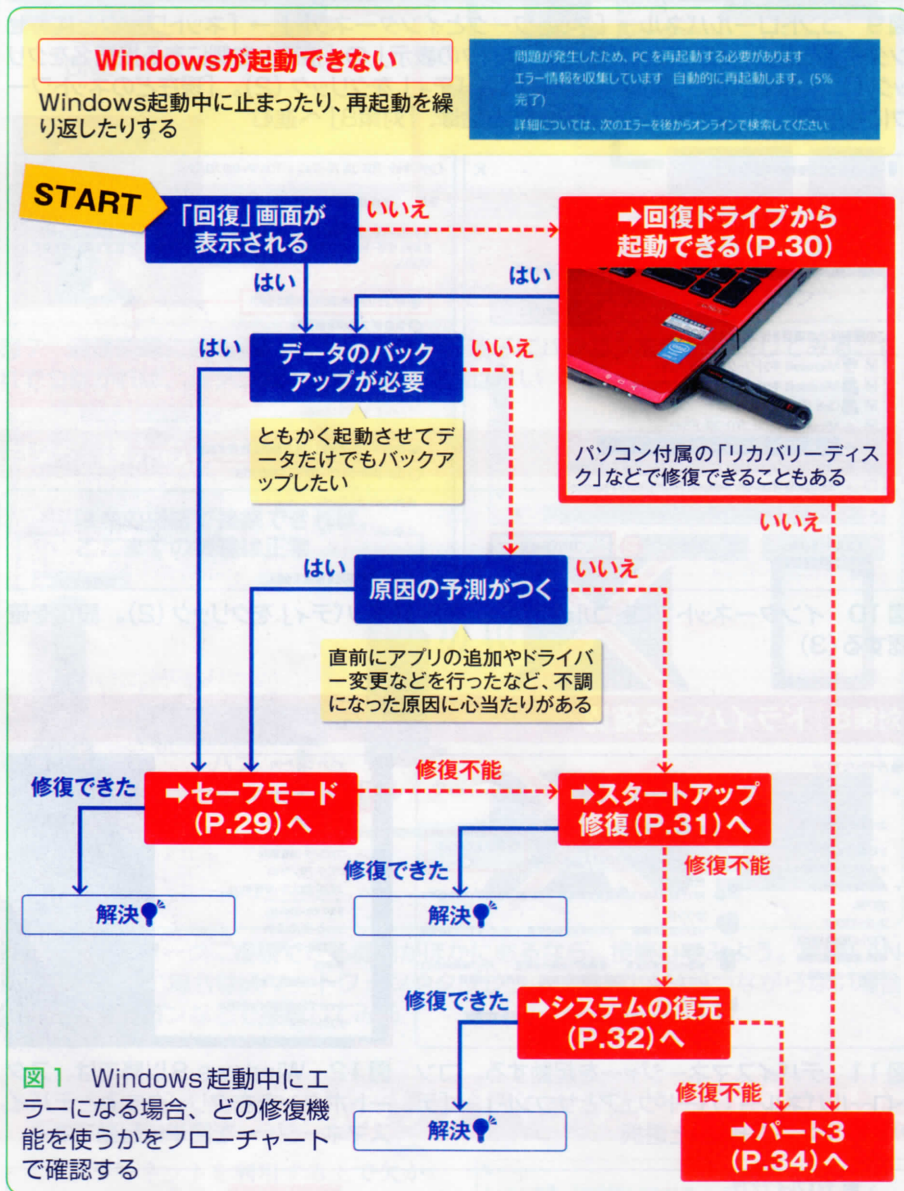 Windowsが起動できない
Windows起動中に止まったり、再起動を繰
り返したりする
問題が発生したため、PC を再起動する必要があります
エラー情報を収集しています 自動的に再起動します。(5%
完了)
詳細については、次のエラーを後からオンラインで検索してください:
START
「回復」画面が
表示される
いいえ
➡回復ドライブから
起動できる(P.30)
はい
はい
パソコン付属の「リカバリーディス
ク」などで修復できることもある
はい
データのバック
アップが必要
いいえ
ともかく起動させてデ
ータだけでもバックア
ップしたい
いいえ
はい
原因の予測がつく
いいえ
直前にアプリの追加やドライバ
ー変更などを行ったなど、不調
になった原因に心当たりがある
修復できた
➡セーフモード
(P.29)へ
修復不能
➡スタートアップ
修復(P.31)へ
修復できた
修復不能
解決
解決
修復できた
➡システムの復元
(P.32)へ
修復不能
解決
➡パート3
(P.34)へ
図1 Windows起動中にエ
ラーになる場合、どの修復機
能を使うかをフローチャート
で確認する